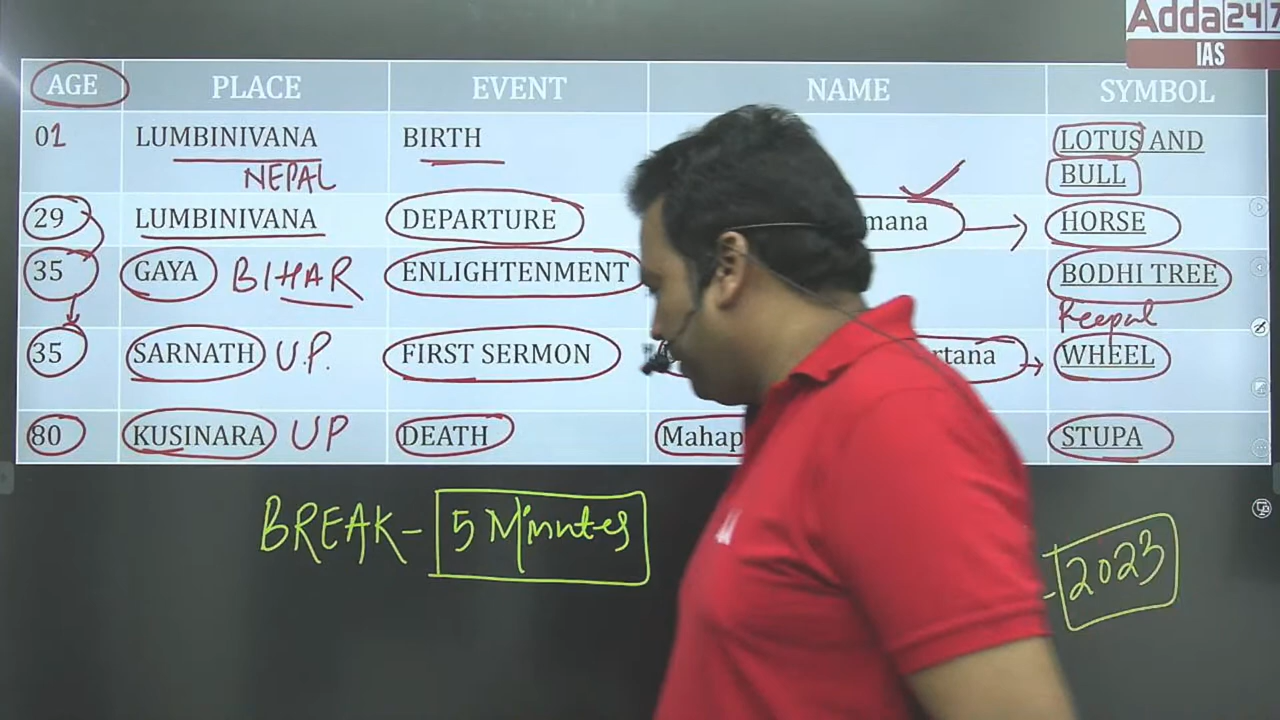 Adda247
IAS
AGE PLACE EVENT NAME SYMBOL
01 LUMBINIVANA BIRTH LOTUS AND
NEPAL BULL
29 LUMBINIVANA DEPARTURE mana HORSE
35 GAYA BIHAR ENLIGHTENMENT BODHI TREE
Peepal
35 SARNATH U.P. FIRST SERMON rtana WHEEL
80 KUSINARA UP DEATH Mahap STUPA
BREAK - 5 Minutes - 2023